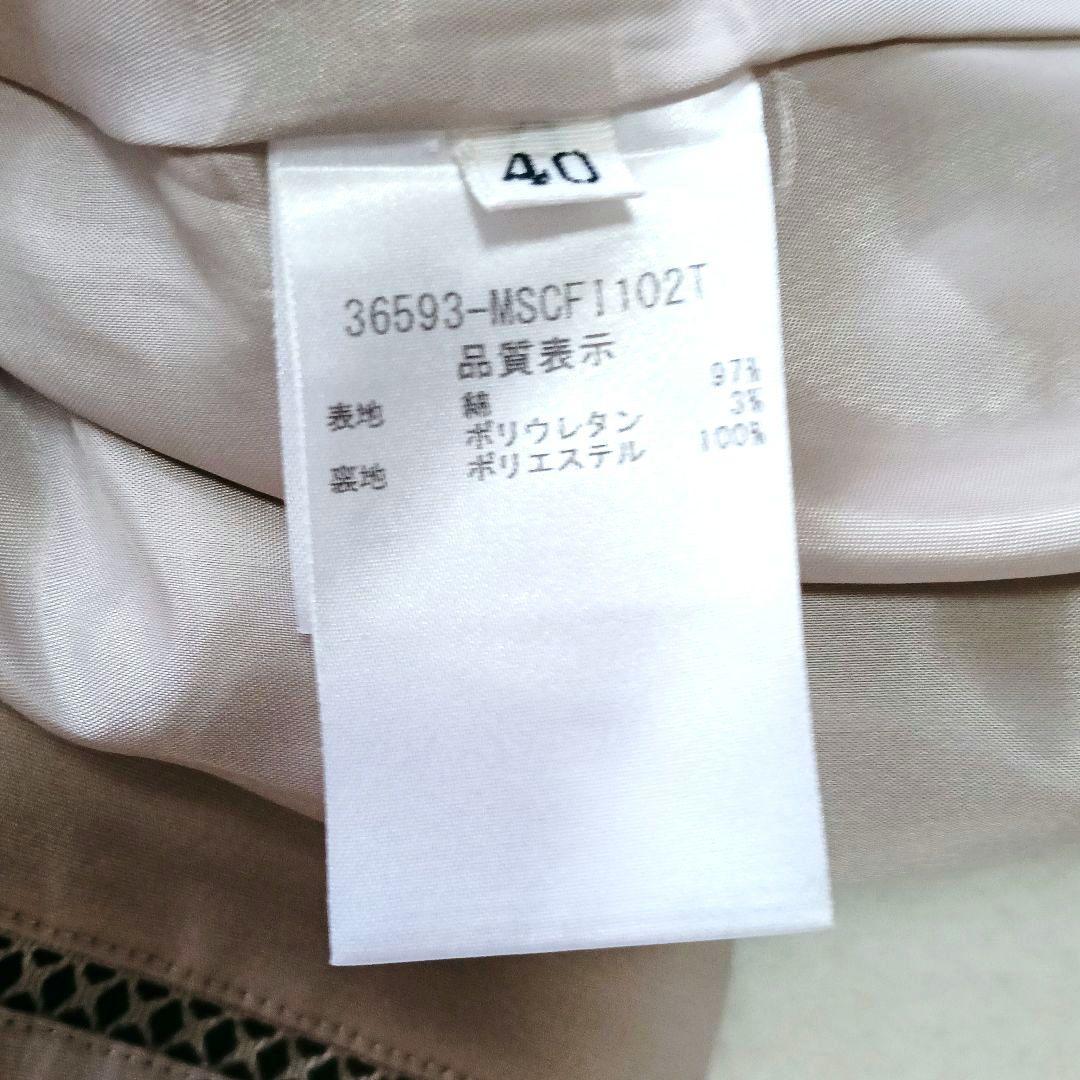 40
36593-MSCFI102T
品質表示
表地 綿 97%
ポリウレタン 3%
裏地 ポリエステル 100%